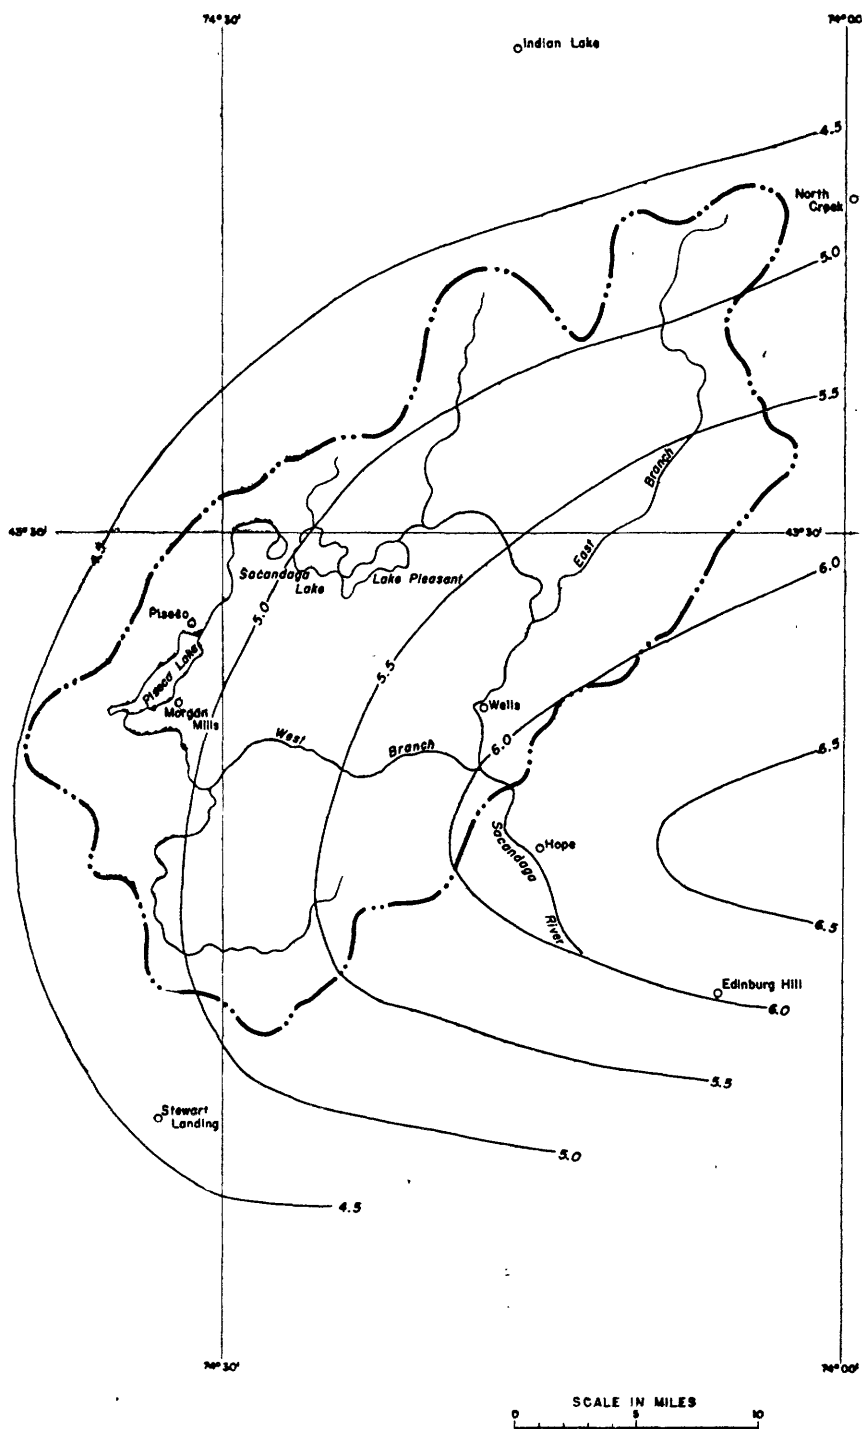 74° 30'
74° 00'
Indian Lake
4.5
North
Creek
5.0
5.5
Branch
43° 30'
43° 30'
4.5
East
Sacandaga
Lake
Lake Pleasant
6.0
5.0
Piseco
Piseco Lake
5.5
Morgan
Mills
Wells
West
Branch
6.0
6.5
Sacandaga
River
Hope
6.5
Edinburg Hill
6.0
5.5
Stewart
Landing
5.0
4.5
74° 30'
74° 00'
SCALE IN MILES
0 5 10